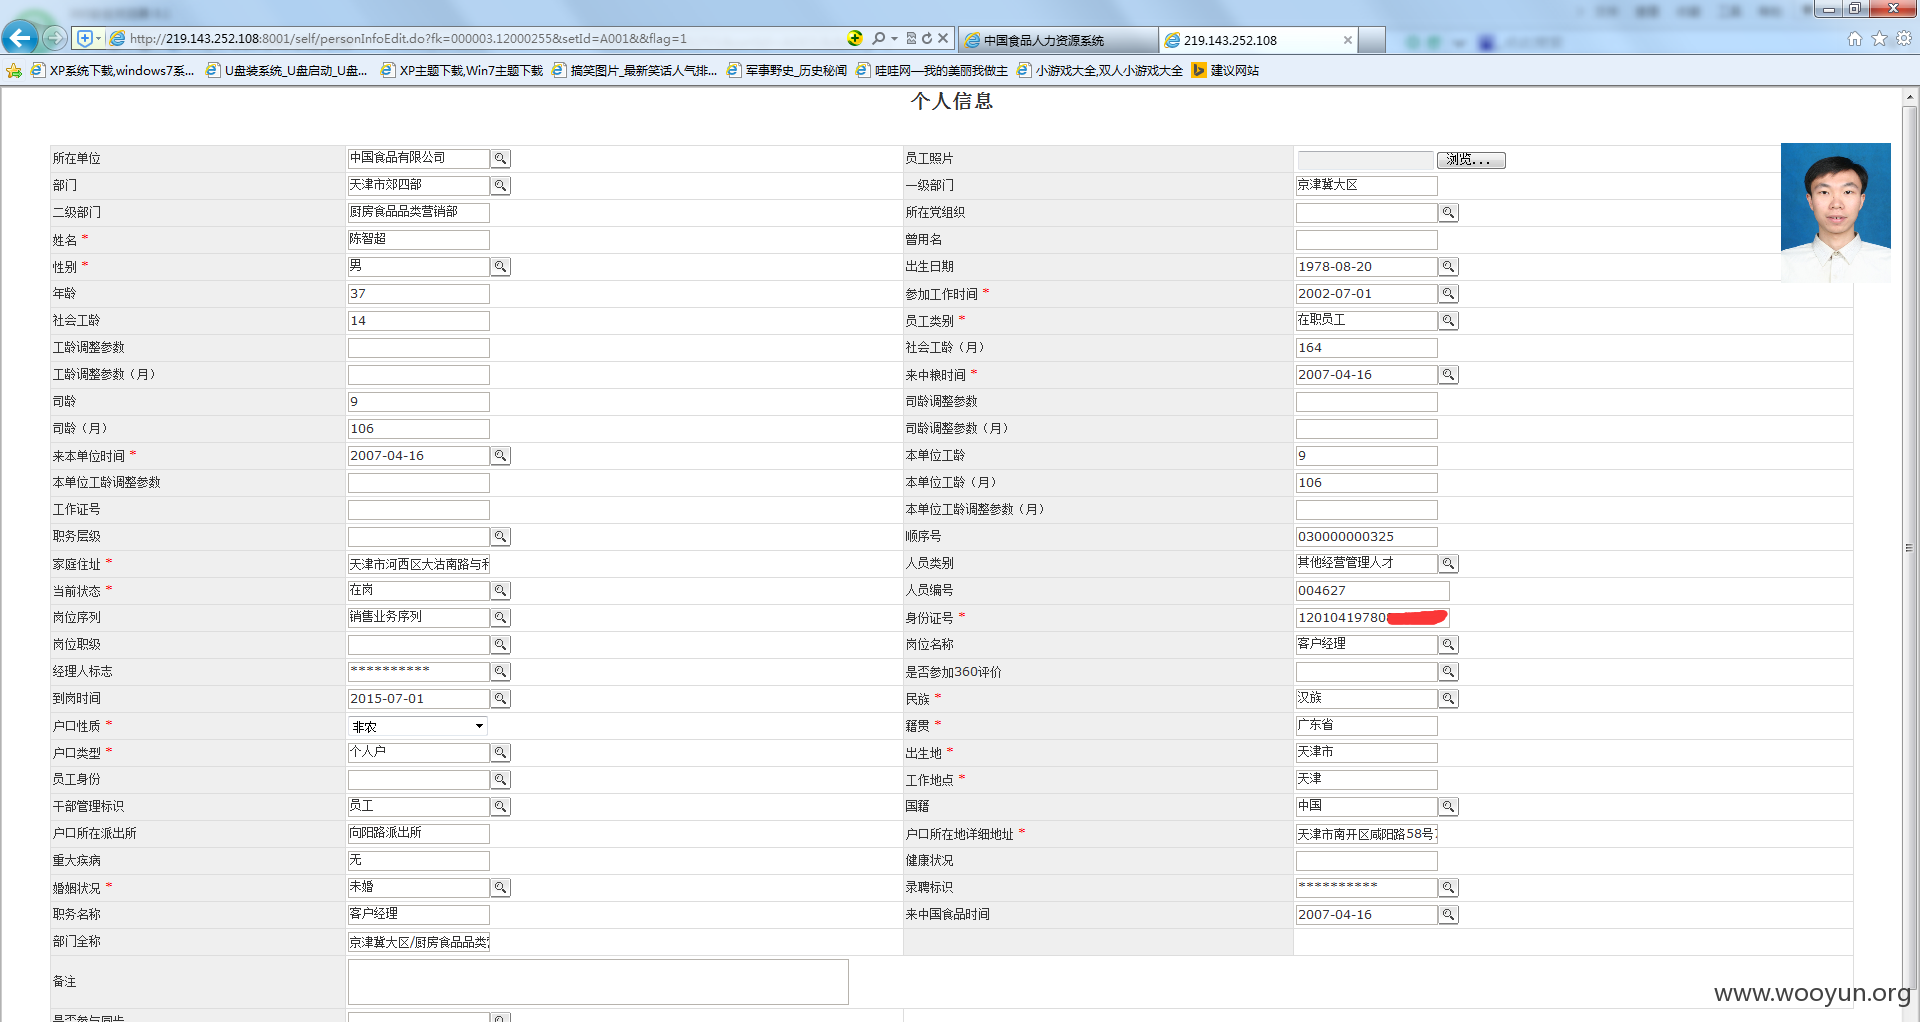 http://219.143.252.108:8001/self/personInfoEdit.do?fk=000003.12000255&setId=A001&t&flag=1
中国食品人力资源系统
219.143.252.108
XP系统下载,windows7系...
U盘装系统_U盘启动_U盘...
XP主题下载,Win7主题下载
搞笑图片_最新笑话人气排...
军事野史_历史秘闻
哇哇网—我的美丽我做主
小游戏大全,双人小游戏大全
建议网站
个人信息
所在单位 中国食品有限公司 员工照片 浏览...
部门 天津市郊四部 一级部门 京津冀大区
二级部门 厨房食品品类营销部 所在党组织
姓名 * 陈智超 曾用名
性别 * 男 出生日期 1978-08-20
年龄 37 参加工作时间 * 2002-07-01
社会工龄 14 员工类别 * 在职员工
工龄调整参数 社会工龄（月） 164
工龄调整参数（月） 来中粮时间 * 2007-04-16
司龄 9 司龄调整参数
司龄（月） 106 司龄调整参数（月）
来本单位时间 * 2007-04-16 本单位工龄 9
本单位工龄调整参数 本单位工龄（月） 106
工作证号 本单位工龄调整参数（月）
职务层级 顺序号 030000000325
家庭住址 * 天津市河西区大沽南路与 人员类别 其他经营管理人才
当前状态 * 在岗 人员编号 004627
岗位序列 销售业务序列 身份证号 * 12010419780
岗位职级 岗位名称 客户经理
经理人标志 ********** 是否参加360评价
到岗时间 2015-07-01 民族 * 汉族
户口性质 * 非农 籍贯 * 广东省
户口类型 * 个人户 出生地 * 天津市
员工身份 工作地点 * 天津
干部管理标识 员工 国籍 中国
户口所在派出所 向阳路派出所 户口所在地详细地址 * 天津市南开区咸阳路58号
重大疾病 无 健康状况
婚姻状况 * 未婚 录聘标识 **********
职务名称 客户经理 来中国食品时间 2007-04-16
部门全称 京津冀大区/厨房食品品类
备注
是否参与同步
www.wooyun.org